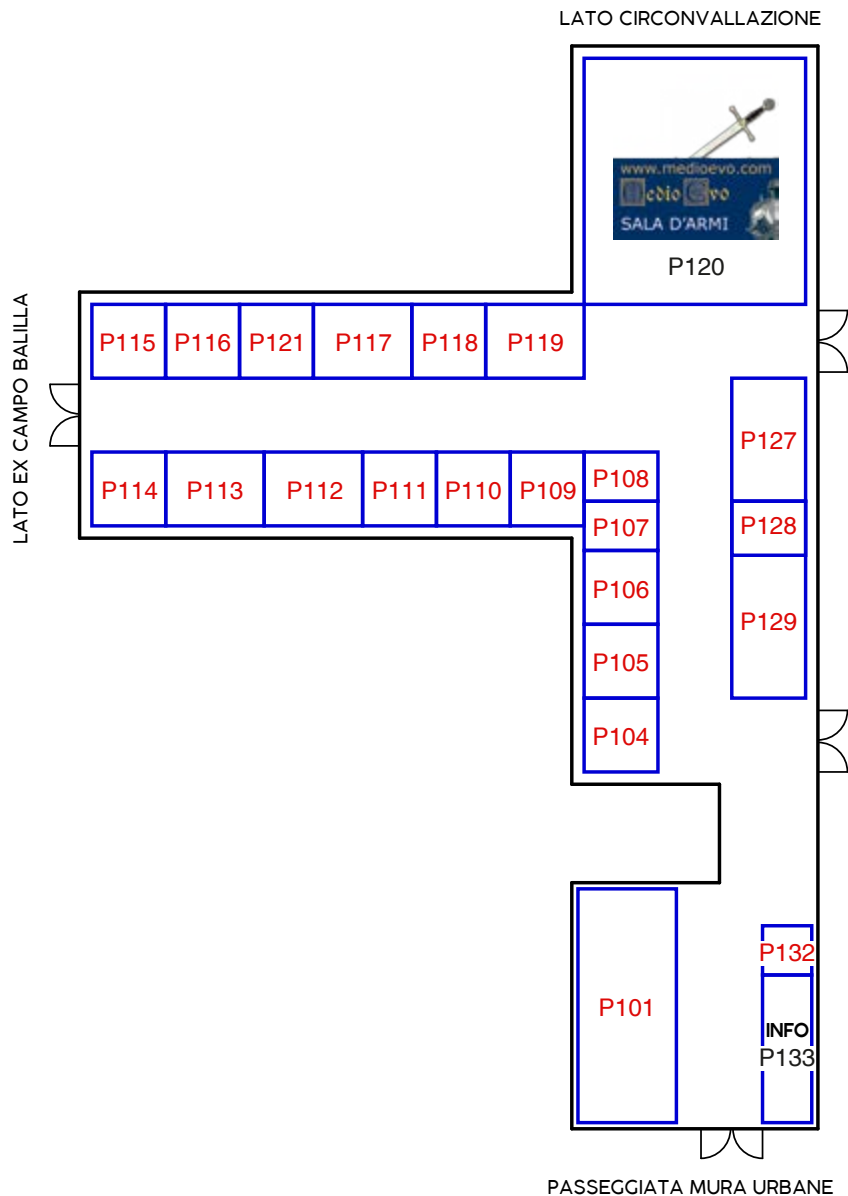 LATO CIRCONVALLAZIONE
www.medioevo.com
Medio Evo
SALA D'ARMI
P120
LATO EX CAMPO BALILLA
P115 P116 P121 P117 P118 P119
P127
P114 P113 P112 P111 P110 P109 P108
P107 P128
P106
P129
P105
P104
P132
P101
INFO
P133
PASSEGGIATA MURA URBANE